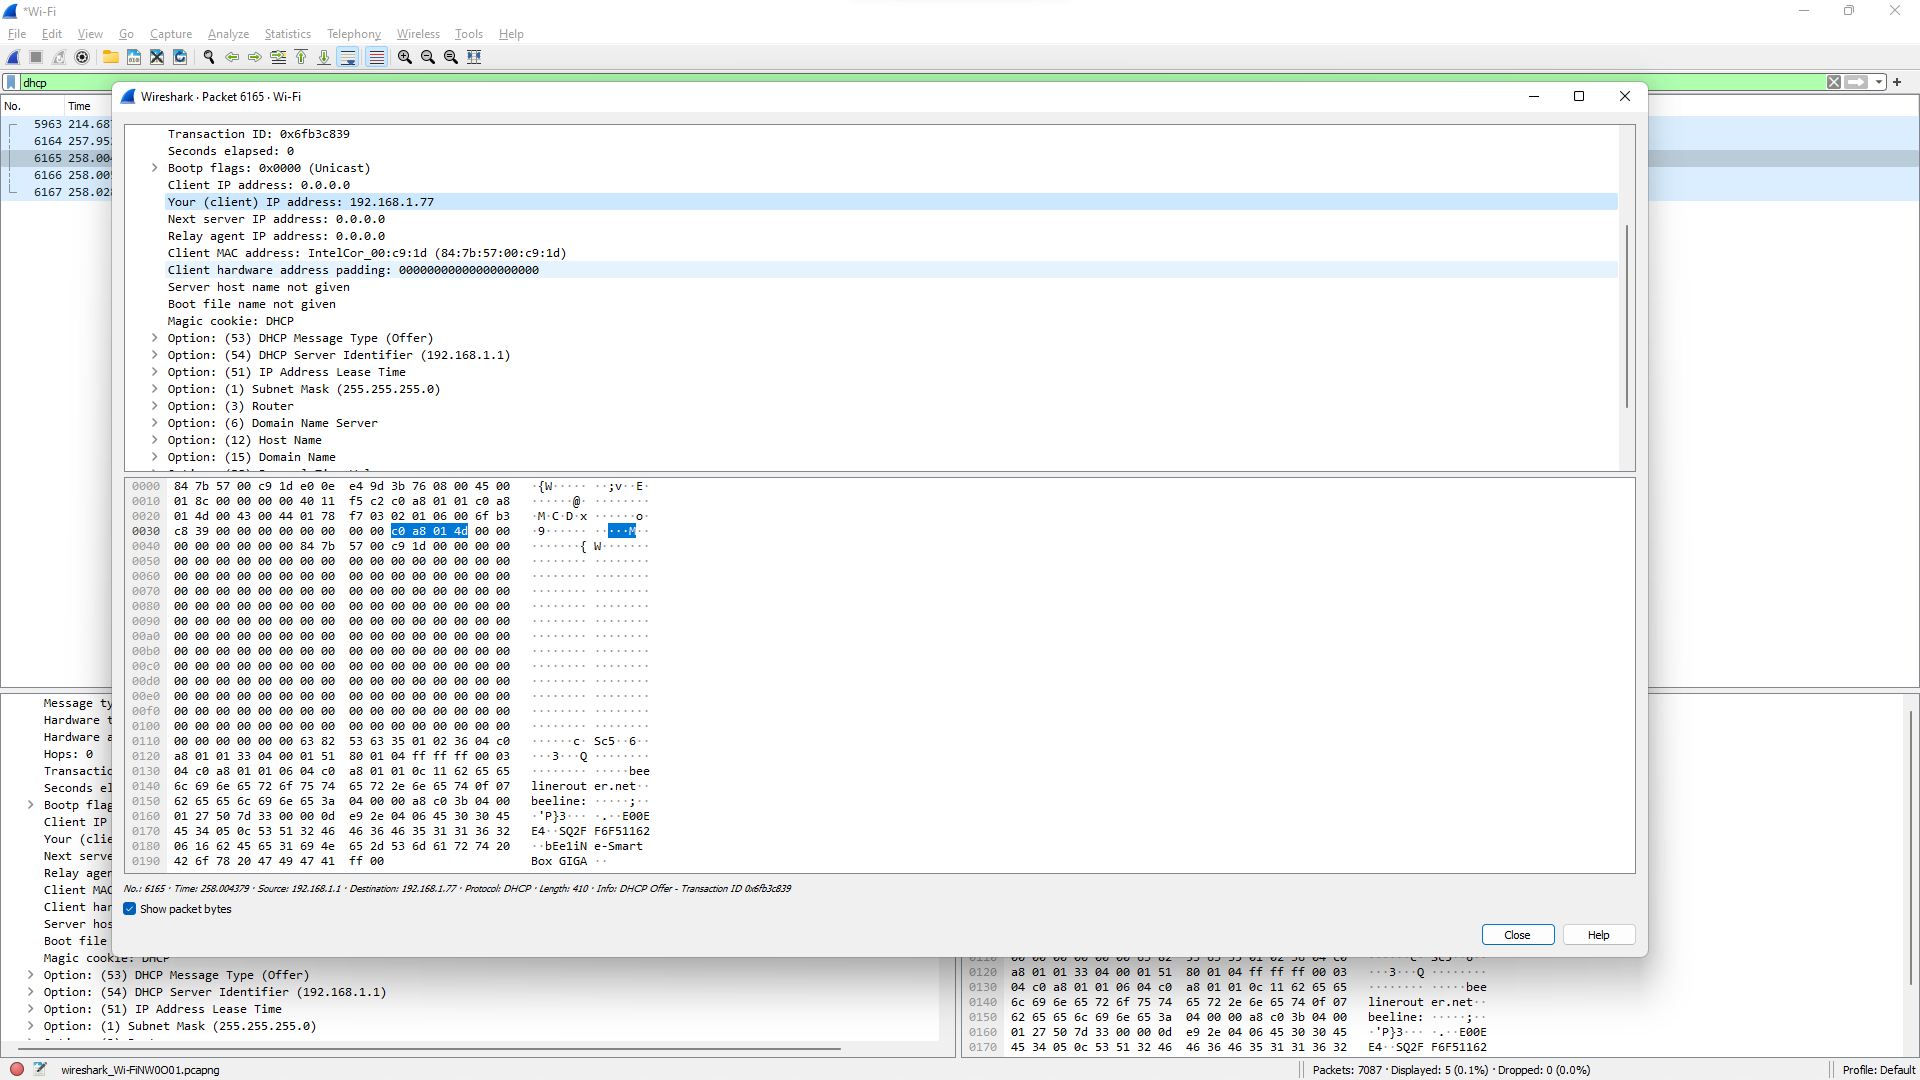 *Wi-Fi
File Edit View Go Capture Analyze Statistics Telephony Wireless Tools Help
dhcp
No. Time
5963 214.68
6164 257.95
6165 258.004
6166 258.00
6167 258.028
Wireshark · Packet 6165 · Wi-Fi
Transaction ID: 0x6fb3c839
Seconds elapsed: 0
Bootp flags: 0x0000 (Unicast)
Client IP address: 0.0.0.0
Your (client) IP address: 192.168.1.77
Next server IP address: 0.0.0.0
Relay agent IP address: 0.0.0.0
Client MAC address: IntelCor_00:c9:1d (84:7b:57:00:c9:1d)
Client hardware address padding: 00000000000000000000
Server host name not given
Boot file name not given
Magic cookie: DHCP
Option: (53) DHCP Message Type (Offer)
Option: (54) DHCP Server Identifier (192.168.1.1)
Option: (51) IP Address Lease Time
Option: (1) Subnet Mask (255.255.255.0)
Option: (3) Router
Option: (6) Domain Name Server
Option: (12) Host Name
Option: (15) Domain Name
0000 84 7b 57 00 c9 1d e0 0e e4 9d 3b 76 08 00 45 00 ·{W····· ··;v··E·
0010 01 8c 00 00 00 00 40 11 f5 c2 c0 a8 01 01 c0 a8 ······@· ········
0020 01 4d 00 43 00 44 01 78 f7 03 02 01 06 00 6f b3 ·M·C·D·x ······o·
0030 c8 39 00 00 00 00 00 00 00 00 c0 a8 01 4d 00 00 ·9······ ·····M··
0040 00 00 00 00 00 00 84 7b 57 00 c9 1d 00 00 00 00 ·······{ W·······
0050 00 00 00 00 00 00 00 00 00 00 00 00 00 00 00 00 ········ ········
0060 00 00 00 00 00 00 00 00 00 00 00 00 00 00 00 00 ········ ········
0070 00 00 00 00 00 00 00 00 00 00 00 00 00 00 00 00 ········ ········
0080 00 00 00 00 00 00 00 00 00 00 00 00 00 00 00 00 ········ ········
0090 00 00 00 00 00 00 00 00 00 00 00 00 00 00 00 00 ········ ········
00a0 00 00 00 00 00 00 00 00 00 00 00 00 00 00 00 00 ········ ········
00b0 00 00 00 00 00 00 00 00 00 00 00 00 00 00 00 00 ········ ········
00c0 00 00 00 00 00 00 00 00 00 00 00 00 00 00 00 00 ········ ········
00d0 00 00 00 00 00 00 00 00 00 00 00 00 00 00 00 00 ········ ········
00e0 00 00 00 00 00 00 00 00 00 00 00 00 00 00 00 00 ········ ········
00f0 00 00 00 00 00 00 00 00 00 00 00 00 00 00 00 00 ········ ········
0100 00 00 00 00 00 00 00 00 00 00 00 00 00 00 00 00 ········ ········
0110 00 00 00 00 00 00 63 82 53 63 35 01 02 36 04 c0 ······c· Sc5··6··
0120 a8 01 01 33 04 00 01 51 80 01 04 ff ff ff 00 03 ···3···Q ········
0130 04 c0 a8 01 01 06 04 c0 a8 01 01 0c 11 62 65 65 ········ ·····bee
0140 6c 69 6e 65 72 6f 75 74 65 72 2e 6e 65 74 0f 07 linerout er.net··
0150 62 65 65 6c 69 6e 65 3a 04 00 00 a8 c0 3b 04 00 beeline: ·····;··
0160 01 27 50 7d 33 00 00 0d e9 2e 04 06 45 30 30 45 ·'P}3··· ·.··E00E
0170 45 34 05 0c 53 51 32 46 46 36 46 35 31 31 36 32 E4··SQ2F F6F51162
0180 06 16 62 45 65 31 69 4e 65 2d 53 6d 61 72 74 20 ··bEe1iN e-Smart
0190 42 6f 78 20 47 49 47 41 ff 00 Box GIGA ··
No.: 6165 · Time: 258.004379 · Source: 192.168.1.1 · Destination: 192.168.1.77 · Protocol: DHCP · Length: 410 · Info: DHCP Offer - Transaction ID 0x6fb3c839
Show packet bytes
Close Help
Message ty
Hardware t
Hardware a
Hops: 0
Transactic
Seconds el
Bootp flag
Client IP
Your (clie
Next serve
Relay agen
Client MAC
Client har
Server hos
Boot file
Magic cookie: DHCP
Option: (53) DHCP Message Type (Offer)
Option: (54) DHCP Server Identifier (192.168.1.1)
Option: (51) IP Address Lease Time
Option: (1) Subnet Mask (255.255.255.0)
0120 a8 01 01 33 04 00 01 51 80 01 04 ff ff ff 00 03 ···3···Q ········
0130 04 c0 a8 01 01 06 04 c0 a8 01 01 0c 11 62 65 65 ········ ·····bee
0140 6c 69 6e 65 72 6f 75 74 65 72 2e 6e 65 74 0f 07 linerout er.net··
0150 62 65 65 6c 69 6e 65 3a 04 00 00 a8 c0 3b 04 00 beeline: ·····;··
0160 01 27 50 7d 33 00 00 0d e9 2e 04 06 45 30 30 45 ·'P}3··· ·.··E00E
0170 45 34 05 0c 53 51 32 46 46 36 46 35 31 31 36 32 E4··SQ2F F6F51162
wireshark_Wi-FiNW0O01.pcapng
Packets: 7087 · Displayed: 5 (0.1%) · Dropped: 0 (0.0%)
Profile: Default